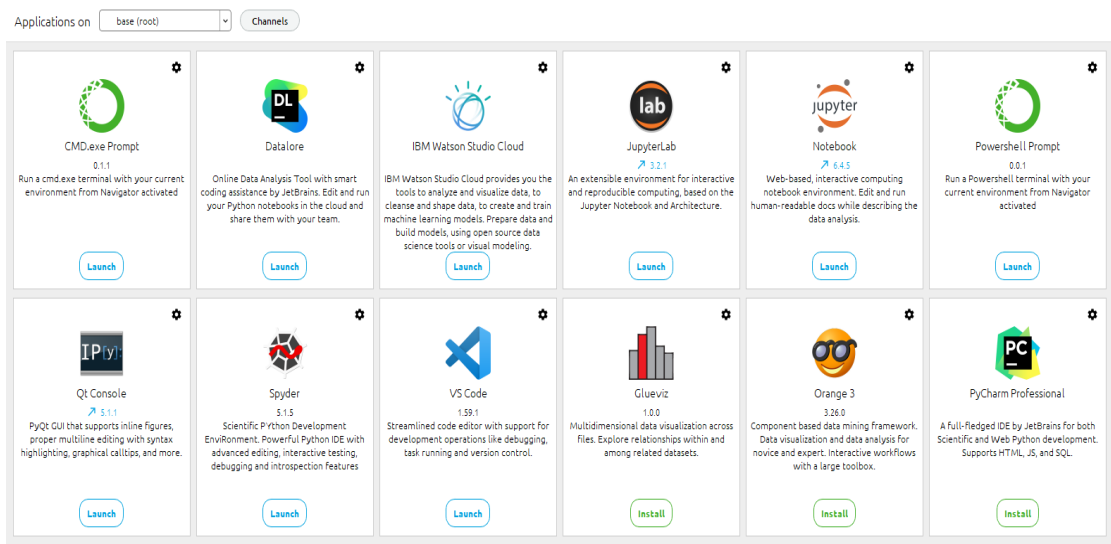 Applications on base (root) Channels
CMD.exe Prompt
0.1.1
Run a cmd.exe terminal with your current
environment from Navigator activated
Launch
DL
Datalore
Online Data Analysis Tool with smart
coding assistance by JetBrains. Edit and run
your Python notebooks in the cloud and
share them with your team.
Launch
IBM Watson Studio Cloud
IBM Watson Studio Cloud provides you the
tools to analyze and visualize data, to
cleanse and shape data, to create and train
machine learning models. Prepare data and
build models, using open source data
science tools or visual modeling.
Launch
lab
JupyterLab
3.2.1
An extensible environment for interactive
and reproducible computing, based on the
Jupyter Notebook and Architecture.
Launch
jupyter
Notebook
6.4.5
Web-based, interactive computing
notebook environment. Edit and run
human-readable docs while describing the
data analysis.
Launch
Powershell Prompt
0.0.1
Run a Powershell terminal with your
current environment from Navigator
activated
Launch
IP[y]:
Qt Console
5.1.1
PyQt GUI that supports inline figures,
proper multiline editing with syntax
highlighting, graphical calltips, and more.
Launch
Spyder
5.1.5
Scientific PYthon Development
EnviRonment. Powerful Python IDE with
advanced editing, interactive testing,
debugging and introspection features
Launch
VS Code
1.59.1
Streamlined code editor with support for
development operations like debugging,
task running and version control.
Launch
Glueviz
1.0.0
Multidimensional data visualization across
files. Explore relationships within and
among related datasets.
Install
Orange 3
3.26.0
Component based data mining framework.
Data visualization and data analysis for
novice and expert. Interactive workflows
with a large toolbox.
Install
PC
PyCharm Professional
A full-fledged IDE by JetBrains for both
Scientific and Web Python development.
Supports HTML, JS, and SQL.
Install